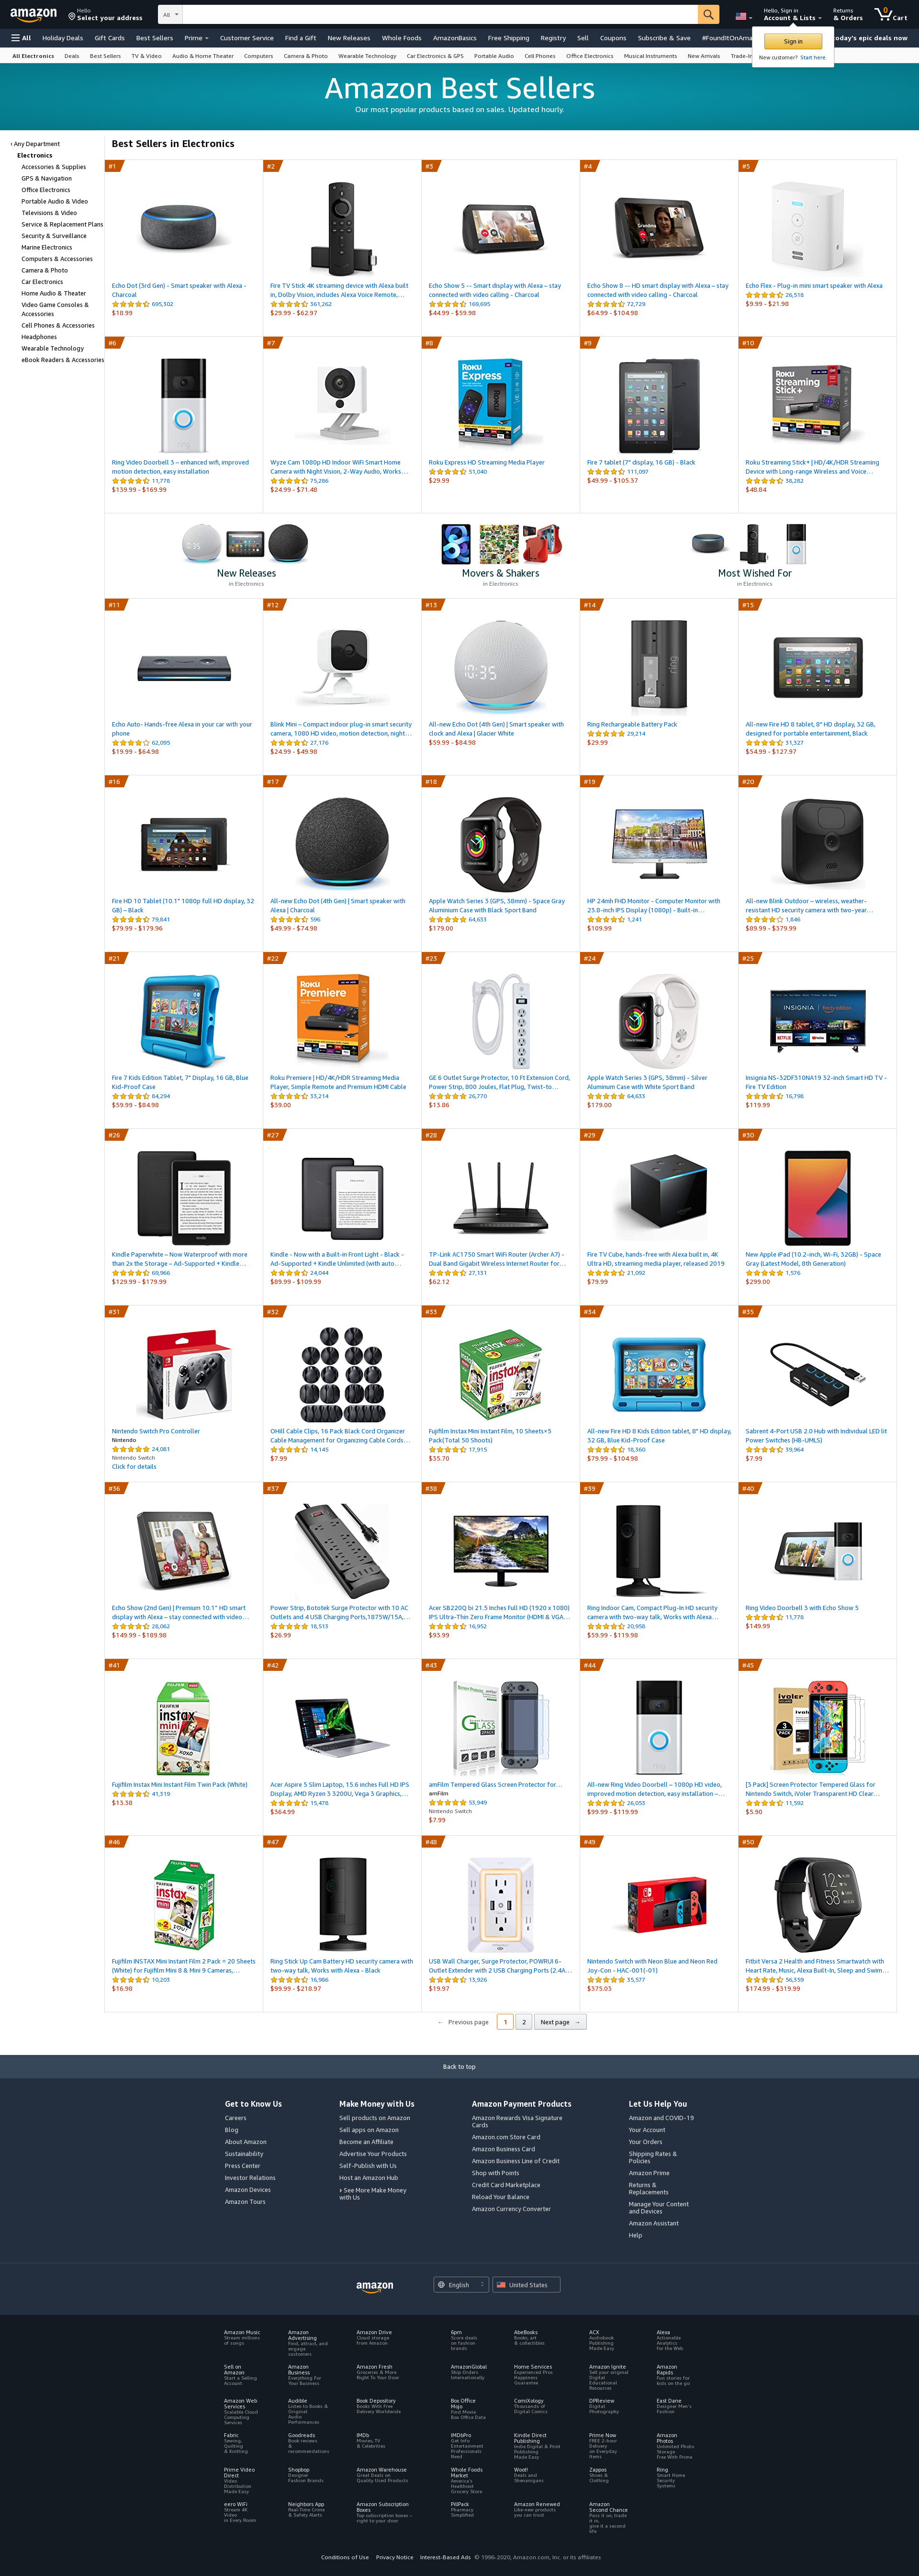 amazon
Hello
Select your address
All
Hello, Sign in
Account & Lists
Returns
& Orders
0
Cart
All
Holiday Deals
Gift Cards
Best Sellers
Prime
Customer Service
Find a Gift
New Releases
Whole Foods
AmazonBasics
Free Shipping
Registry
Sell
Coupons
Subscribe & Save
#FoundItOnAma
today's epic deals now
Sign in
New customer? Start here.
All Electronics
Deals
Best Sellers
TV & Video
Audio & Home Theater
Computers
Camera & Photo
Wearable Technology
Car Electronics & GPS
Portable Audio
Cell Phones
Office Electronics
Musical Instruments
New Arrivals
Trade-In
Amazon Best Sellers
Our most popular products based on sales. Updated hourly.
‹ Any Department
Electronics
Accessories & Supplies
GPS & Navigation
Office Electronics
Portable Audio & Video
Televisions & Video
Service & Replacement Plans
Security & Surveillance
Marine Electronics
Computers & Accessories
Camera & Photo
Car Electronics
Home Audio & Theater
Video Game Consoles &
Accessories
Cell Phones & Accessories
Headphones
Wearable Technology
eBook Readers & Accessories
Best Sellers in Electronics
#1
Echo Dot (3rd Gen) - Smart speaker with Alexa -
Charcoal
695,302
$18.99
#2
Fire TV Stick 4K streaming device with Alexa built
in, Dolby Vision, includes Alexa Voice Remote,…
361,262
$29.99 - $62.97
#3
Echo Show 5 -- Smart display with Alexa – stay
connected with video calling - Charcoal
169,695
$44.99 - $59.98
#4
Echo Show 8 -- HD smart display with Alexa – stay
connected with video calling - Charcoal
72,729
$64.99 - $104.98
#5
Echo Flex - Plug-in mini smart speaker with Alexa
26,516
$9.99 - $21.98
#6
Ring Video Doorbell 3 – enhanced wifi, improved
motion detection, easy installation
11,778
$139.99 - $169.99
#7
Wyze Cam 1080p HD Indoor WiFi Smart Home
Camera with Night Vision, 2-Way Audio, Works…
75,286
$24.99 - $71.48
#8
Roku
Express
Roku Express HD Streaming Media Player
51,040
$29.99
#9
Fire 7 tablet (7" display, 16 GB) - Black
111,097
$49.99 - $105.37
#10
Roku
Streaming
Stick+
Roku Streaming Stick+ | HD/4K/HDR Streaming
Device with Long-range Wireless and Voice…
38,282
$48.84
New Releases
in Electronics
Movers & Shakers
in Electronics
Most Wished For
in Electronics
#11
Echo Auto- Hands-free Alexa in your car with your
phone
62,095
$19.99 - $64.98
#12
Blink Mini – Compact indoor plug-in smart security
camera, 1080 HD video, motion detection, night…
27,176
$24.99 - $49.98
#13
10:35
All-new Echo Dot (4th Gen) | Smart speaker with
clock and Alexa | Glacier White
$59.99 - $84.98
#14
ring
Ring Rechargeable Battery Pack
29,214
$29.99
#15
All-new Fire HD 8 tablet, 8" HD display, 32 GB,
designed for portable entertainment, Black
31,327
$54.99 - $127.97
#16
Fire HD 10 Tablet (10.1" 1080p full HD display, 32
GB) – Black
79,841
$79.99 - $179.96
#17
All-new Echo Dot (4th Gen) | Smart speaker with
Alexa | Charcoal
596
$49.99 - $74.98
#18
Apple Watch Series 3 (GPS, 38mm) - Space Gray
Aluminium Case with Black Sport Band
64,633
$179.00
#19
HP 24mh FHD Monitor - Computer Monitor with
23.8-inch IPS Display (1080p) - Built-in…
1,241
$109.99
#20
All-new Blink Outdoor – wireless, weather-
resistant HD security camera with two-year…
1,846
$89.99 - $379.99
#21
Fire 7 Kids Edition Tablet, 7" Display, 16 GB, Blue
Kid-Proof Case
64,294
$59.99 - $84.98
#22
Roku
Premiere
Roku Premiere | HD/4K/HDR Streaming Media
Player, Simple Remote and Premium HDMI Cable
33,214
$39.00
#23
GE 6 Outlet Surge Protector, 10 Ft Extension Cord,
Power Strip, 800 Joules, Flat Plug, Twist-to…
26,770
$13.86
#24
Apple Watch Series 3 (GPS, 38mm) - Silver
Aluminum Case with White Sport Band
64,633
$179.00
#25
INSIGNIA
Insignia NS-32DF310NA19 32-inch Smart HD TV -
Fire TV Edition
16,798
$119.99
#26
Kindle Paperwhite – Now Waterproof with more
than 2x the Storage – Ad-Supported + Kindle…
69,966
$129.99 - $179.99
#27
Kindle - Now with a Built-in Front Light - Black -
Ad-Supported + Kindle Unlimited (with auto…
24,044
$89.99 - $109.99
#28
TP-Link AC1750 Smart WiFi Router (Archer A7) -
Dual Band Gigabit Wireless Internet Router for…
27,131
$62.12
#29
Fire TV Cube, hands-free with Alexa built in, 4K
Ultra HD, streaming media player, released 2019
21,092
$79.99
#30
New Apple iPad (10.2-inch, Wi-Fi, 32GB) - Space
Gray (Latest Model, 8th Generation)
1,576
$299.00
#31
Nintendo Switch Pro Controller
Nintendo
24,081
Nintendo Switch
Click for details
#32
OHill Cable Clips, 16 Pack Black Cord Organizer
Cable Management for Organizing Cable Cords…
14,145
$7.99
#33
instax mini
Fujifilm Instax Mini Instant Film, 10 Sheets×5
Pack(Total 50 Shoots)
17,915
$35.70
#34
All-new Fire HD 8 Kids Edition tablet, 8" HD display,
32 GB, Blue Kid-Proof Case
18,360
$79.99 - $104.98
#35
Sabrent 4-Port USB 2.0 Hub with Individual LED lit
Power Switches (HB-UMLS)
39,964
$7.99
#36
Echo Show (2nd Gen) | Premium 10.1" HD smart
display with Alexa – stay connected with video…
28,062
$149.99 - $189.98
#37
Power Strip, Bototek Surge Protector with 10 AC
Outlets and 4 USB Charging Ports,1875W/15A,…
18,513
$26.99
#38
Acer SB220Q bi 21.5 Inches Full HD (1920 x 1080)
IPS Ultra-Thin Zero Frame Monitor (HDMI & VGA…
16,952
$93.99
#39
Ring Indoor Cam, Compact Plug-In HD security
camera with two-way talk, Works with Alexa…
20,958
$59.99 - $119.98
#40
Ring Video Doorbell 3 with Echo Show 5
11,778
$149.99
#41
FUJIFILM
instax
mini
Fujifilm Instax Mini Instant Film Twin Pack (White)
41,319
$13.38
#42
Acer Aspire 5 Slim Laptop, 15.6 inches Full HD IPS
Display, AMD Ryzen 3 3200U, Vega 3 Graphics,…
15,478
$364.99
#43
GLASS
amFilm Tempered Glass Screen Protector for…
amFilm
53,949
Nintendo Switch
$7.99
#44
All-new Ring Video Doorbell – 1080p HD video,
improved motion detection, easy installation –…
26,053
$99.99 - $119.99
#45
ivoler
[3 Pack] Screen Protector Tempered Glass for
Nintendo Switch, iVoler Transparent HD Clear…
11,592
$5.90
#46
instax
mini
Fujifilm INSTAX Mini Instant Film 2 Pack = 20 Sheets
(White) for Fujifilm Mini 8 & Mini 9 Cameras,…
10,203
$16.98
#47
Ring Stick Up Cam Battery HD security camera with
two-way talk, Works with Alexa - Black
16,986
$99.99 - $218.97
#48
USB Wall Charger, Surge Protector, POWRUI 6-
Outlet Extender with 2 USB Charging Ports (2.4A…
13,926
$19.97
#49
Nintendo Switch with Neon Blue and Neon Red
Joy-Con - HAC-001(-01)
35,577
$375.03
#50
Fitbit Versa 2 Health and Fitness Smartwatch with
Heart Rate, Music, Alexa Built-In, Sleep and Swim…
56,359
$174.99 - $319.99
← Previous page
1
2
Next page →
Back to top
Get to Know Us
Careers
Blog
About Amazon
Sustainability
Press Center
Investor Relations
Amazon Devices
Amazon Tours
Make Money with Us
Sell products on Amazon
Sell apps on Amazon
Become an Affiliate
Advertise Your Products
Self-Publish with Us
Host an Amazon Hub
› See More Make Money
with Us
Amazon Payment Products
Amazon Rewards Visa Signature
Cards
Amazon.com Store Card
Amazon Business Card
Amazon Business Line of Credit
Shop with Points
Credit Card Marketplace
Reload Your Balance
Amazon Currency Converter
Let Us Help You
Amazon and COVID-19
Your Account
Your Orders
Shipping Rates &
Policies
Amazon Prime
Returns &
Replacements
Manage Your Content
and Devices
Amazon Assistant
Help
amazon
English
United States
Amazon Music
Stream millions
of songs
Amazon
Advertising
Find, attract, and
engage
customers
Amazon Drive
Cloud storage
from Amazon
6pm
Score deals
on fashion
brands
AbeBooks
Books, art
& collectibles
ACX
Audiobook
Publishing
Made Easy
Alexa
Actionable
Analytics
for the Web
Sell on
Amazon
Start a Selling
Account
Amazon
Business
Everything For
Your Business
Amazon Fresh
Groceries & More
Right To Your Door
AmazonGlobal
Ship Orders
Internationally
Home Services
Experienced Pros
Happiness
Guarantee
Amazon Ignite
Sell your original
Digital
Educational
Resources
Amazon
Rapids
Fun stories for
kids on the go
Amazon Web
Services
Scalable Cloud
Computing
Services
Audible
Listen to Books &
Original
Audio
Performances
Book Depository
Books With Free
Delivery Worldwide
Box Office
Mojo
Find Movie
Box Office Data
ComiXology
Thousands of
Digital Comics
DPReview
Digital
Photography
East Dane
Designer Men's
Fashion
Fabric
Sewing,
Quilting
& Knitting
Goodreads
Book reviews
&
recommendations
IMDb
Movies, TV
& Celebrities
IMDbPro
Get Info
Entertainment
Professionals
Need
Kindle Direct
Publishing
Indie Digital & Print
Publishing
Made Easy
Prime Now
FREE 2-hour
Delivery
on Everyday
Items
Amazon
Photos
Unlimited Photo
Storage
Free With Prime
Prime Video
Direct
Video
Distribution
Made Easy
Shopbop
Designer
Fashion Brands
Amazon Warehouse
Great Deals on
Quality Used Products
Whole Foods
Market
America's
Healthiest
Grocery Store
Woot!
Deals and
Shenanigans
Zappos
Shoes &
Clothing
Ring
Smart Home
Security
Systems
eero WiFi
Stream 4K
Video
in Every Room
Neighbors App
Real-Time Crime
& Safety Alerts
Amazon Subscription
Boxes
Top subscription boxes –
right to your door
PillPack
Pharmacy
Simplified
Amazon Renewed
Like-new products
you can trust
Amazon
Second Chance
Pass it on, trade
it in,
give it a second
life
Conditions of Use
Privacy Notice
Interest-Based Ads
© 1996-2020, Amazon.com, Inc. or its affiliates